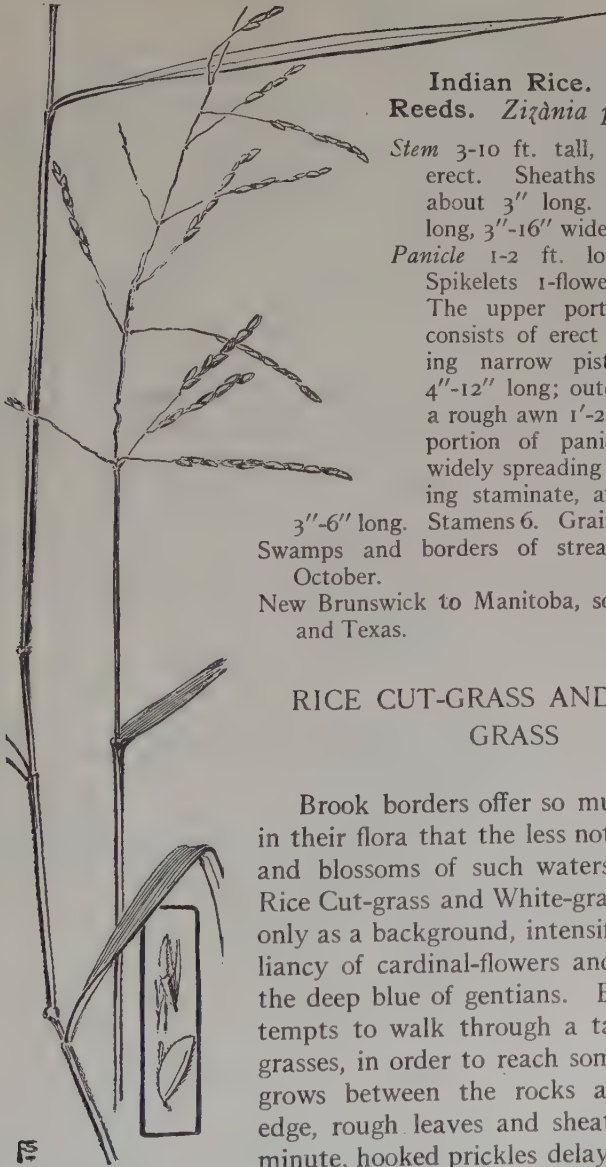 Indian Rice.
Reeds. Zizània
Stem 3-10 ft. tall,
erect. Sheaths
about 3″ long.
long, 3″-16″ wide
Panicle 1-2 ft. lo
Spikelets 1-flowe
The upper port
consists of erect
ing narrow pist
4″-12″ long; oute
a rough awn 1′-2
portion of pani
widely spreading
ing staminate, a
3″-6″ long. Stamens 6. Grai
Swamps and borders of strea
October.
New Brunswick to Manitoba, so
and Texas.
RICE CUT-GRASS AND
GRASS
Brook borders offer so mu
in their flora that the less not
and blossoms of such waters
Rice Cut-grass and White-gra
only as a background, intensi
liancy of cardinal-flowers and
the deep blue of gentians.
tempts to walk through a ta
grasses, in order to reach som
grows between the rocks a
edge, rough leaves and sheat
minute, hooked prickles delay